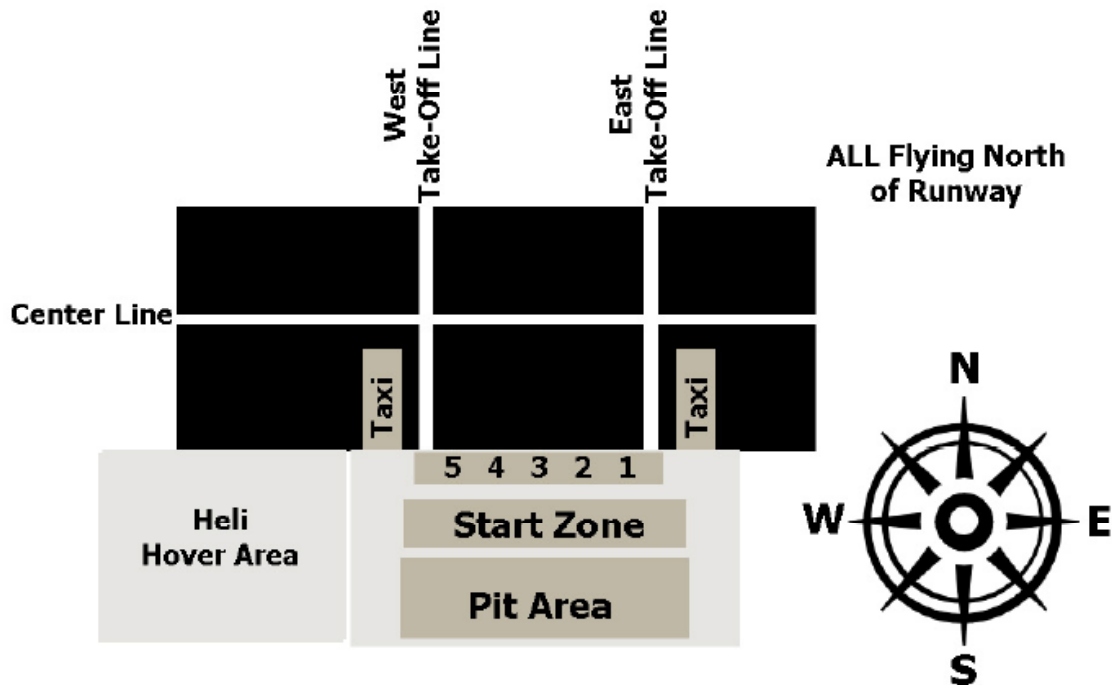 West
Take-Off Line
East
Take-Off Line
ALL Flying North
of Runway
Center Line
Taxi
Taxi
5 4 3 2 1
Heli
Hover Area
Start Zone
Pit Area
N
W
E
S